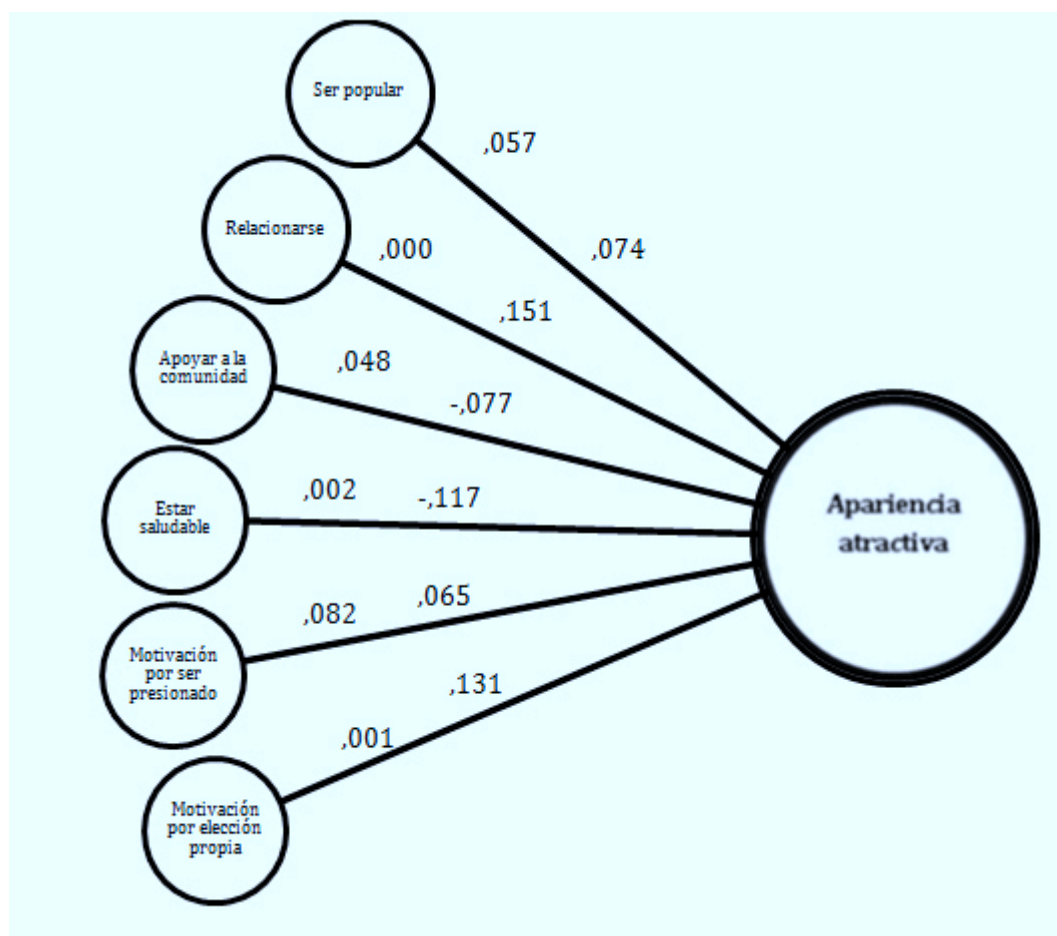 Ser popular
,057
,074
Relacionarse
,000
,151
Apoyar a la
comunidad
,048
-,077
Estar
saludable
,002
-,117
Motivación
por ser
presionado
,082
,065
Motivación
por elección
propia
,001
,131
Apariencia
atractiva